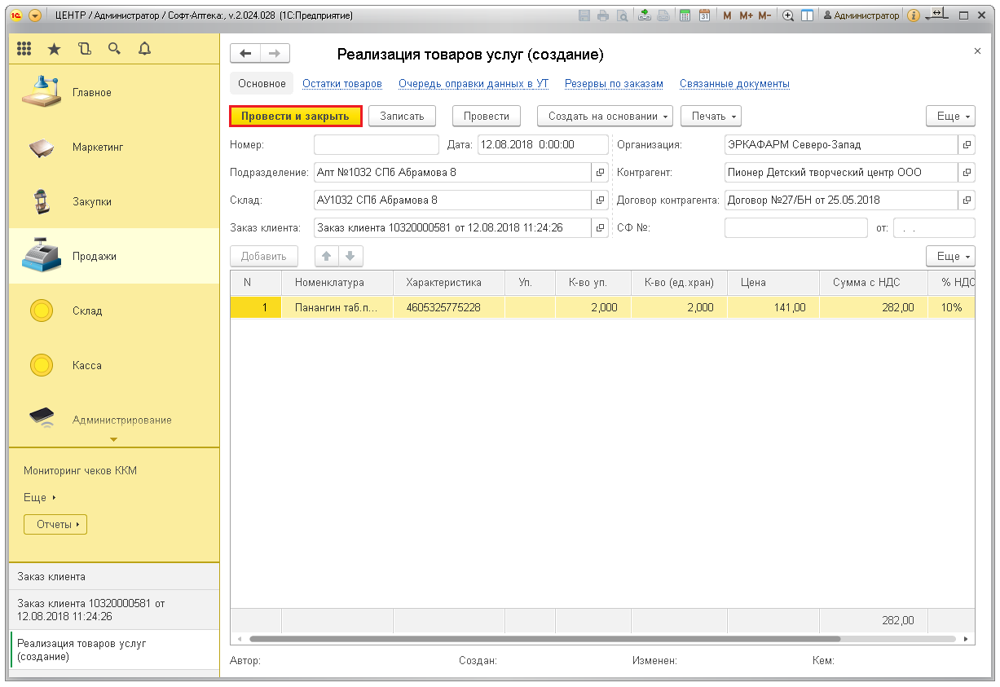 ЦЕНТР / Администратор / Софт-Аптека:, v.2.024.028 (1С:Предприятие)
M M+ M- Администратор
Реализация товаров услуг (создание)
Основное Остатки товаров Очередь оправки данных в УТ Резервы по заказам Связанные документы
Провести и закрыть Записать Провести Создать на основании Печать Еще
Номер: Дата: 12.08.2018 0:00:00 Организация: ЭРКАФАРМ Северо-Запад
Подразделение: Апт №1032 СПб Абрамова 8 Контрагент: Пионер Детский творческий центр ООО
Склад: АУ1032 СПб Абрамова 8 Договор контрагента: Договор №27/БН от 25.05.2018
Заказ клиента: Заказ клиента 10320000581 от 12.08.2018 11:24:26 СФ №: от: . .
Добавить Еще
N Номенклатура Характеристика Уп. К-во уп. К-во (ед.хран) Цена Сумма с НДС % НДС
1 Панангин таб.п... 4605325775228 2,000 2,000 141,00 282,00 10%
282,00
Автор: Создан: Изменен: Кем:
Главное
Маркетинг
Закупки
Продажи
Склад
Касса
Администрирование
Мониторинг чеков ККМ
Еще
Отчеты
Заказ клиента
Заказ клиента 10320000581 от
12.08.2018 11:24:26
Реализация товаров услуг
(создание)